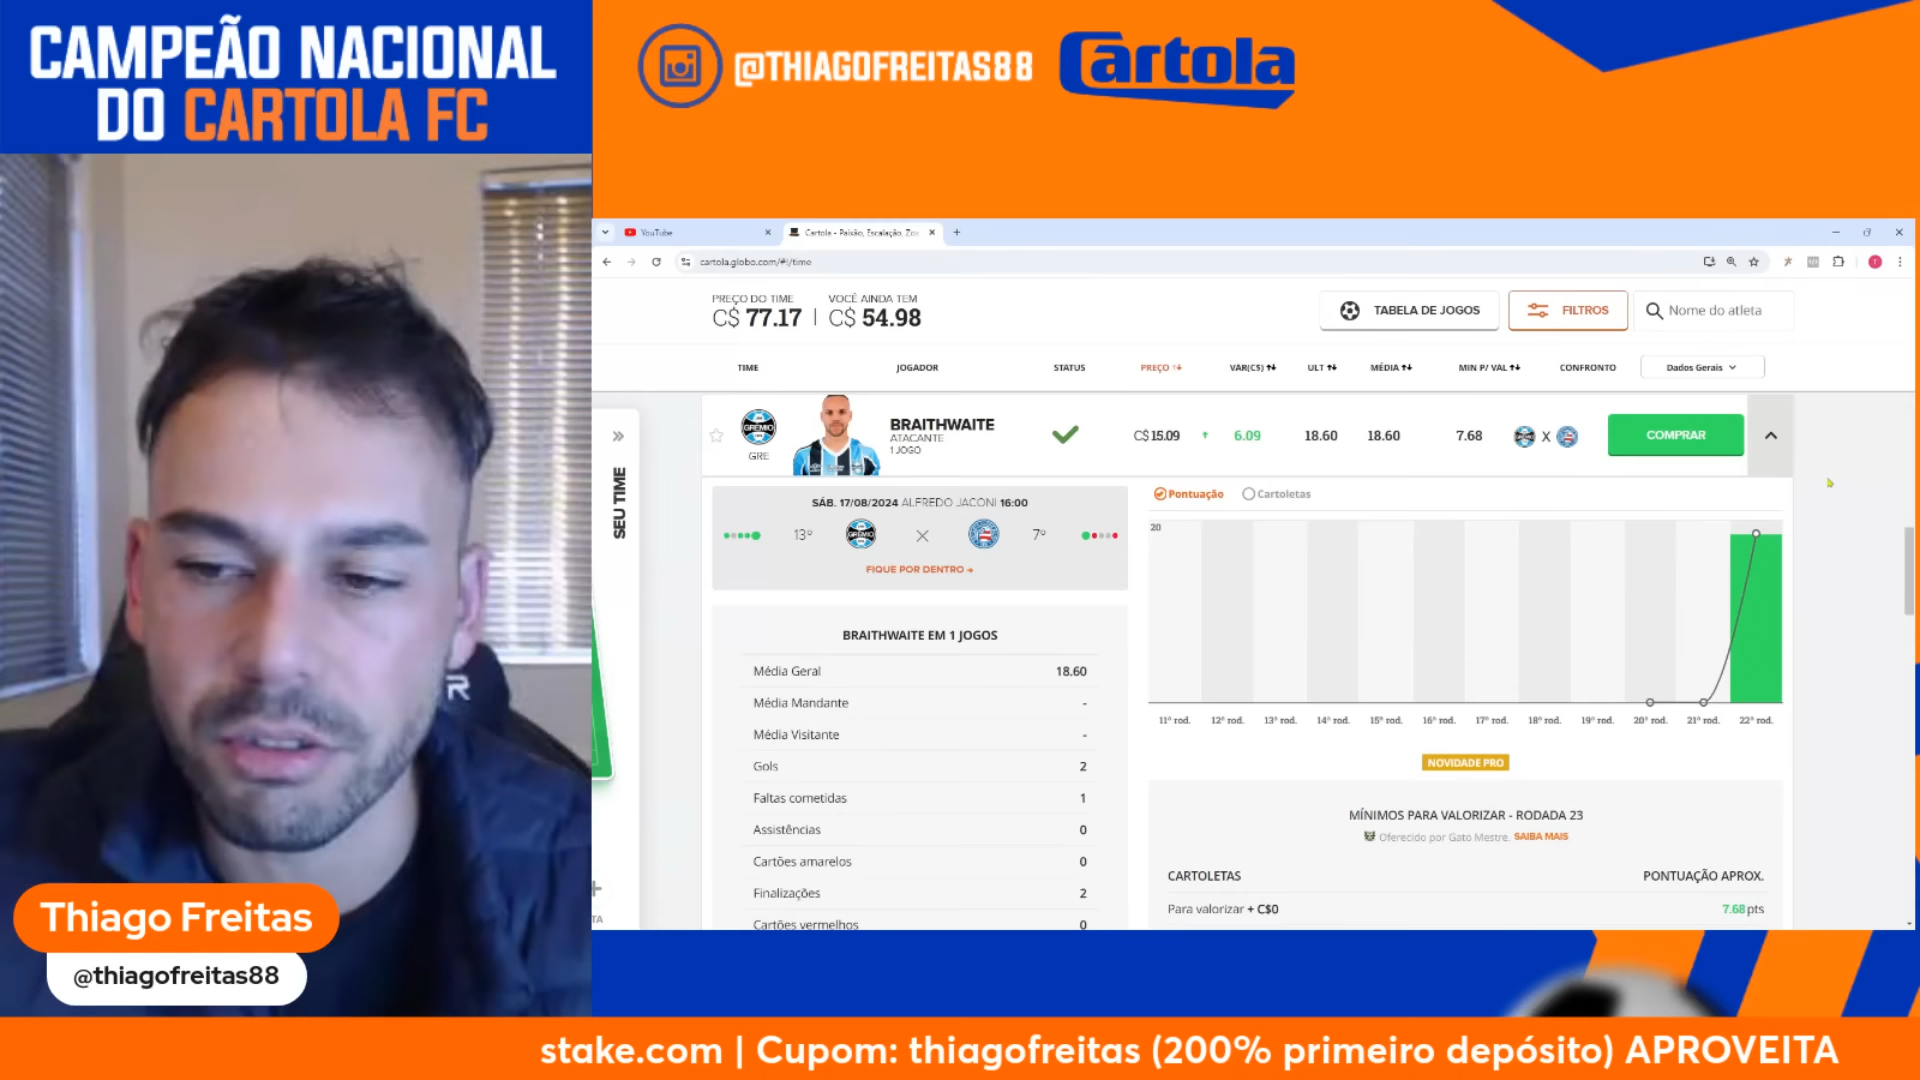 CAMPEÃO NACIONAL
DO CARTOLA FC
@THIAGOFREITAS88
Cartola
YouTube
Cartola - Paixão, Escalação, Zoe
cartola.globo.com/#!/time
PREÇO DO TIME
C$ 77.17
VOCÊ AINDA TEM
C$ 54.98
TABELA DE JOGOS
FILTROS
Nome do atleta
TIME JOGADOR STATUS PREÇO VAR(C$) ULT MÉDIA MIN P/ VAL CONFRONTO Dados Gerais
SEU TIME
GRÊMIO
GRE
BRAITHWAITE
ATACANTE
1 JOGO
C$ 15.09 6.09 18.60 18.60 7.68 X COMPRAR
SÁB. 17/08/2024 ALFREDO JACONI 16:00
13º GRÊMIO 7º
FIQUE POR DENTRO
BRAITHWAITE EM 1 JOGOS
Média Geral 18.60
Média Mandante -
Média Visitante -
Gols 2
Faltas cometidas 1
Assistências 0
Cartões amarelos 0
Finalizações 2
Cartões vermelhos 0
Pontuação Cartoletas
20
11ª rod. 12ª rod. 13ª rod. 14ª rod. 15ª rod. 16ª rod. 17ª rod. 18ª rod. 19ª rod. 20ª rod. 21ª rod. 22ª rod.
NOVIDADE PRO
MÍNIMOS PARA VALORIZAR - RODADA 23
Oferecido por Gato Mestre. SAIBA MAIS
CARTOLETAS PONTUAÇÃO APROX.
Para valorizar + C$0 7.68 pts
TA
R
Thiago Freitas
@thiagofreitas88
stake.com | Cupom: thiagofreitas (200% primeiro depósito) APROVEITA